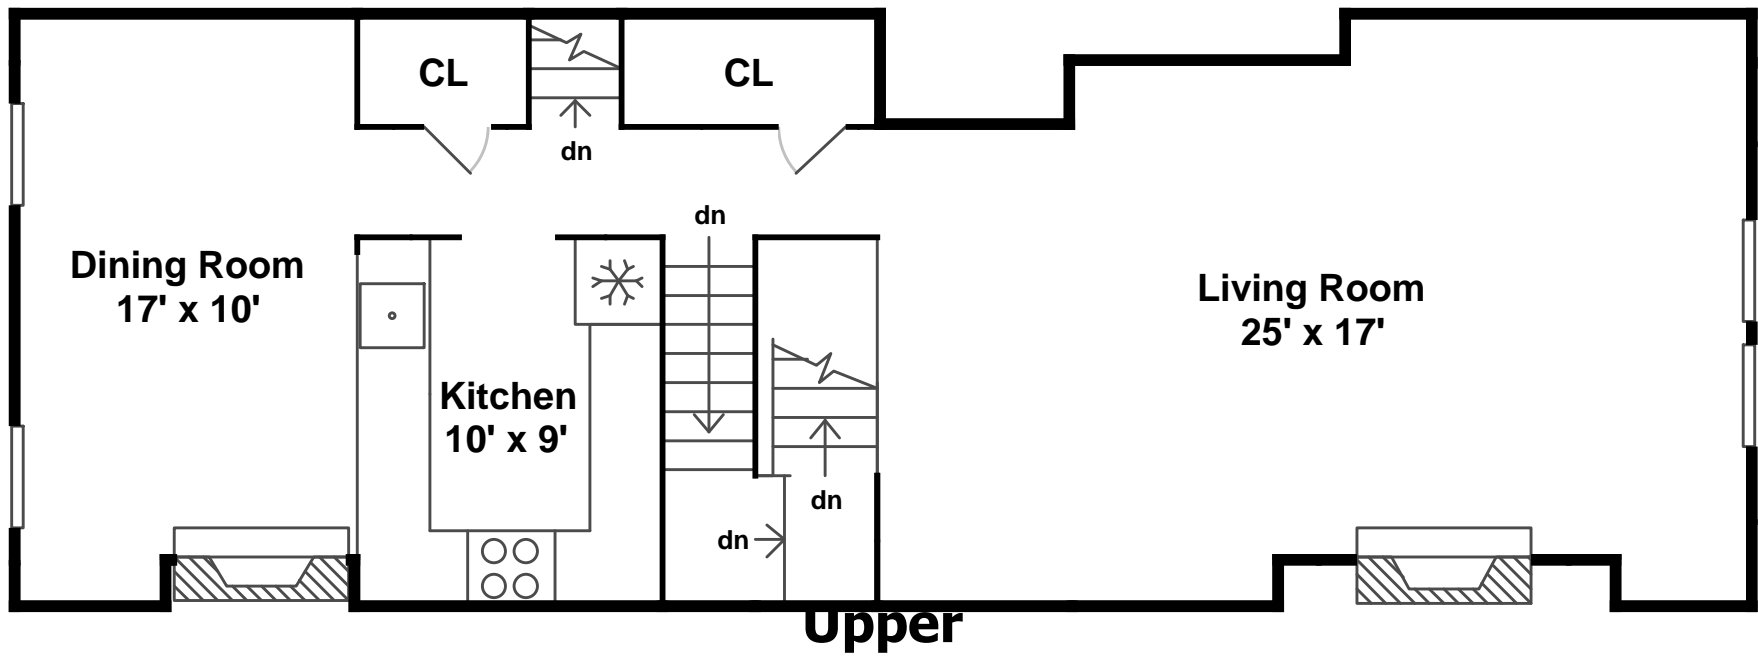 CL
CL
dn
dn
Dining Room
17' x 10'
Living Room
25' x 17'
Kitchen
10' x 9'
dn
dn
Upper